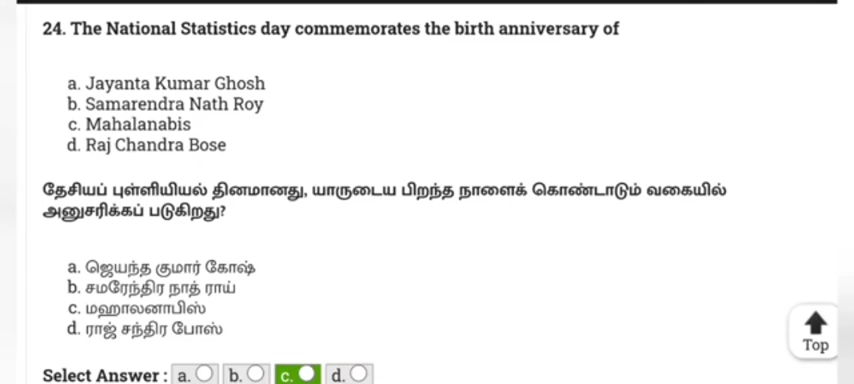 24. The National Statistics day commemorates the birth anniversary of
a. Jayanta Kumar Ghosh
b. Samarendra Nath Roy
c. Mahalanabis
d. Raj Chandra Bose
தேசியப் புள்ளியியல் தினமானது, யாருடைய பிறந்த நாளைக் கொண்டாடும் வகையில்
அனுசரிக்கப் படுகிறது?
a. ஜெயந்த குமார் கோஷ்
b. சமரேந்திர நாத் ராய்
c. மஹாலனாபிஸ்
d. ராஜ் சந்திர போஸ்
Top
Select Answer : a. b. c. d.